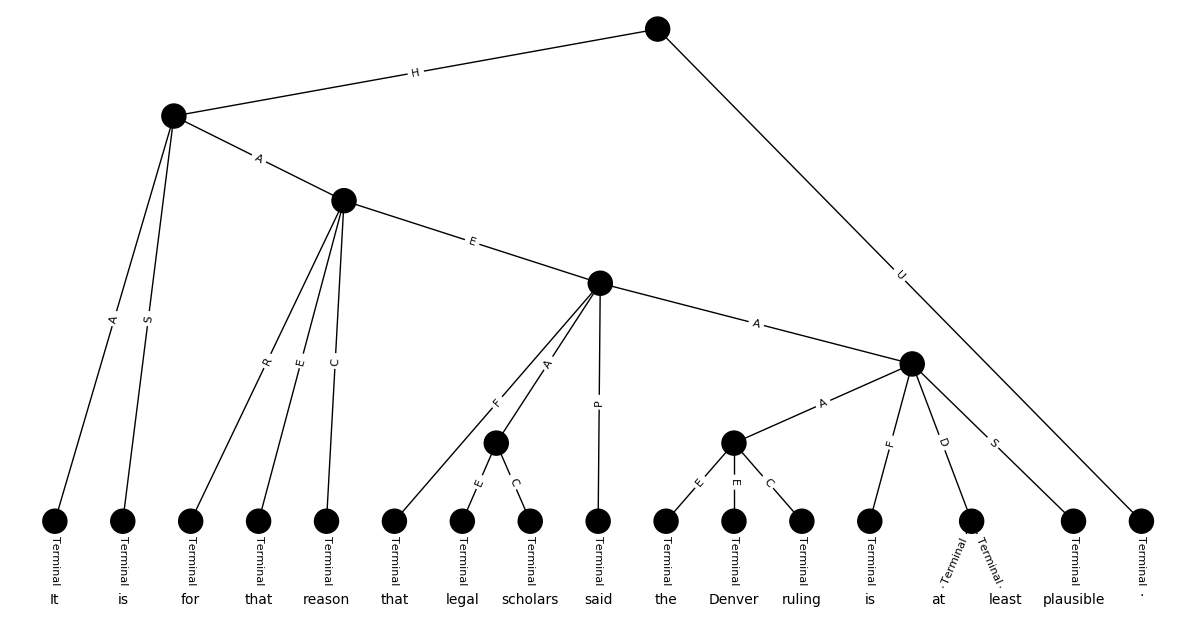 H
A
E
A S
U
A
R E C
A
F P
A
F D S
E C
E E C
Terminal Terminal Terminal Terminal Terminal Terminal Terminal Terminal Terminal Terminal Terminal Terminal Terminal Terminal Terminal Terminal Terminal
It is for that reason that legal scholars said the Denver ruling is at least plausible .